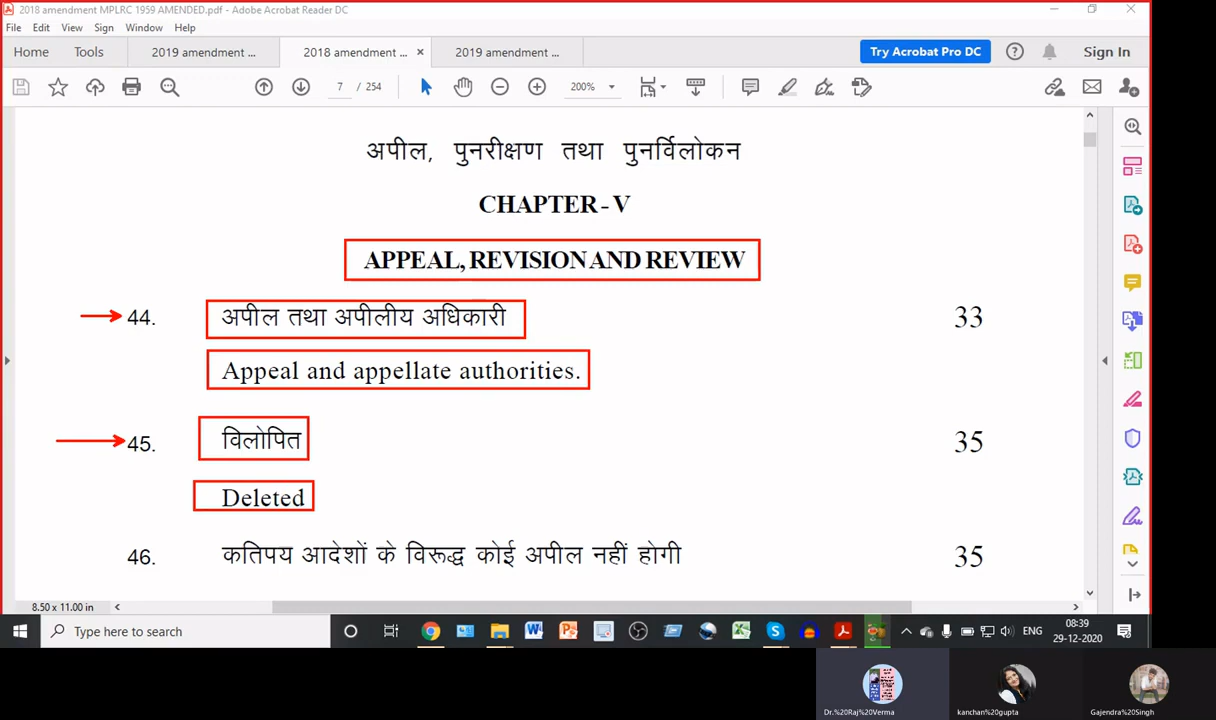 2018 amendment MPLRC 1959 AMENDED.pdf - Adobe Acrobat Reader DC
File Edit View Sign Window Help
Home Tools 2019 amendment ... 2018 amendment ... × 2019 amendment ... Try Acrobat Pro DC Sign In
7 / 254 200%
अपील, पुनरीक्षण तथा पुनर्विलोकन
CHAPTER - V
APPEAL, REVISION AND REVIEW
44. अपील तथा अपीलीय अधिकारी 33
Appeal and appellate authorities.
45. विलोपित 35
Deleted
46. कतिपय आदेशों के विरूद्ध कोई अपील नहीं होगी 35
8.50 x 11.00 in
Type here to search ENG 08:39
29-12-2020
Dr.%20Raj%20Verma kanchan%20gupta Gajendra%20Singh